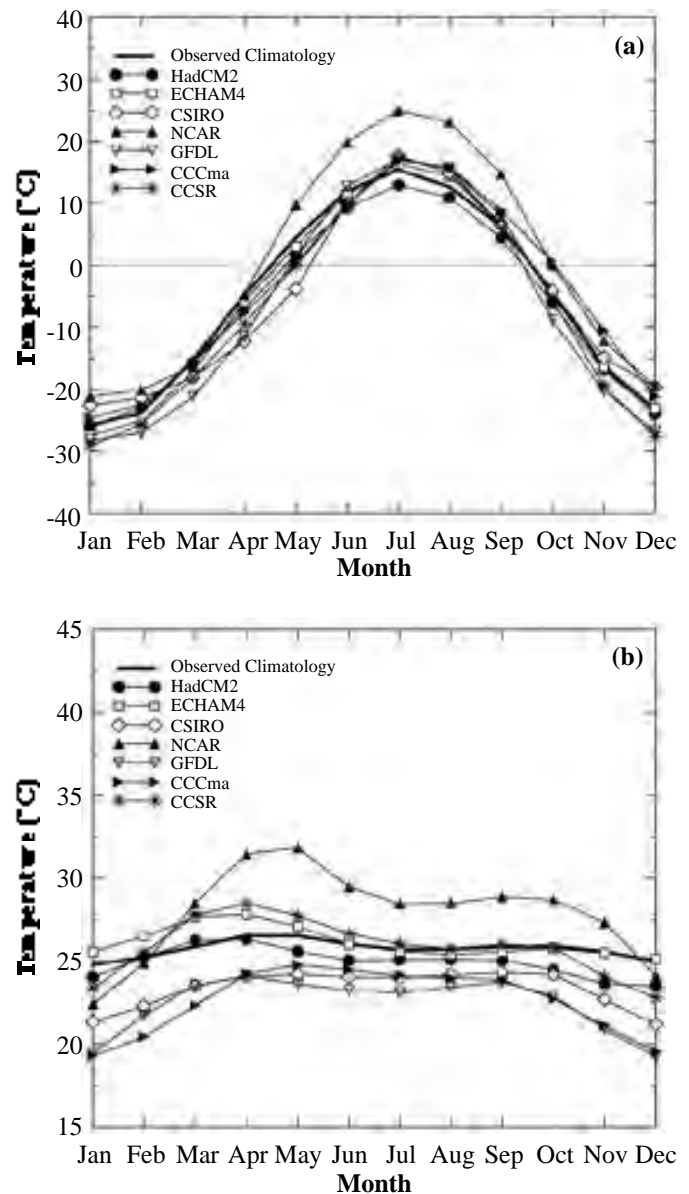 40
30
20
10
0
-10
-20
-30
-40
Temperature (°C)
(a)
Observed Climatology
HadCM2
ECHAM4
CSIRO
NCAR
GFDL
CCCma
CCSR
Jan Feb Mar Apr May Jun Jul Aug Sep Oct Nov Dec
Month
45
40
35
30
25
20
15
Temperature (°C)
(b)
Observed Climatology
HadCM2
ECHAM4
CSIRO
NCAR
GFDL
CCCma
CCSR
Jan Feb Mar Apr May Jun Jul Aug Sep Oct Nov Dec
Month